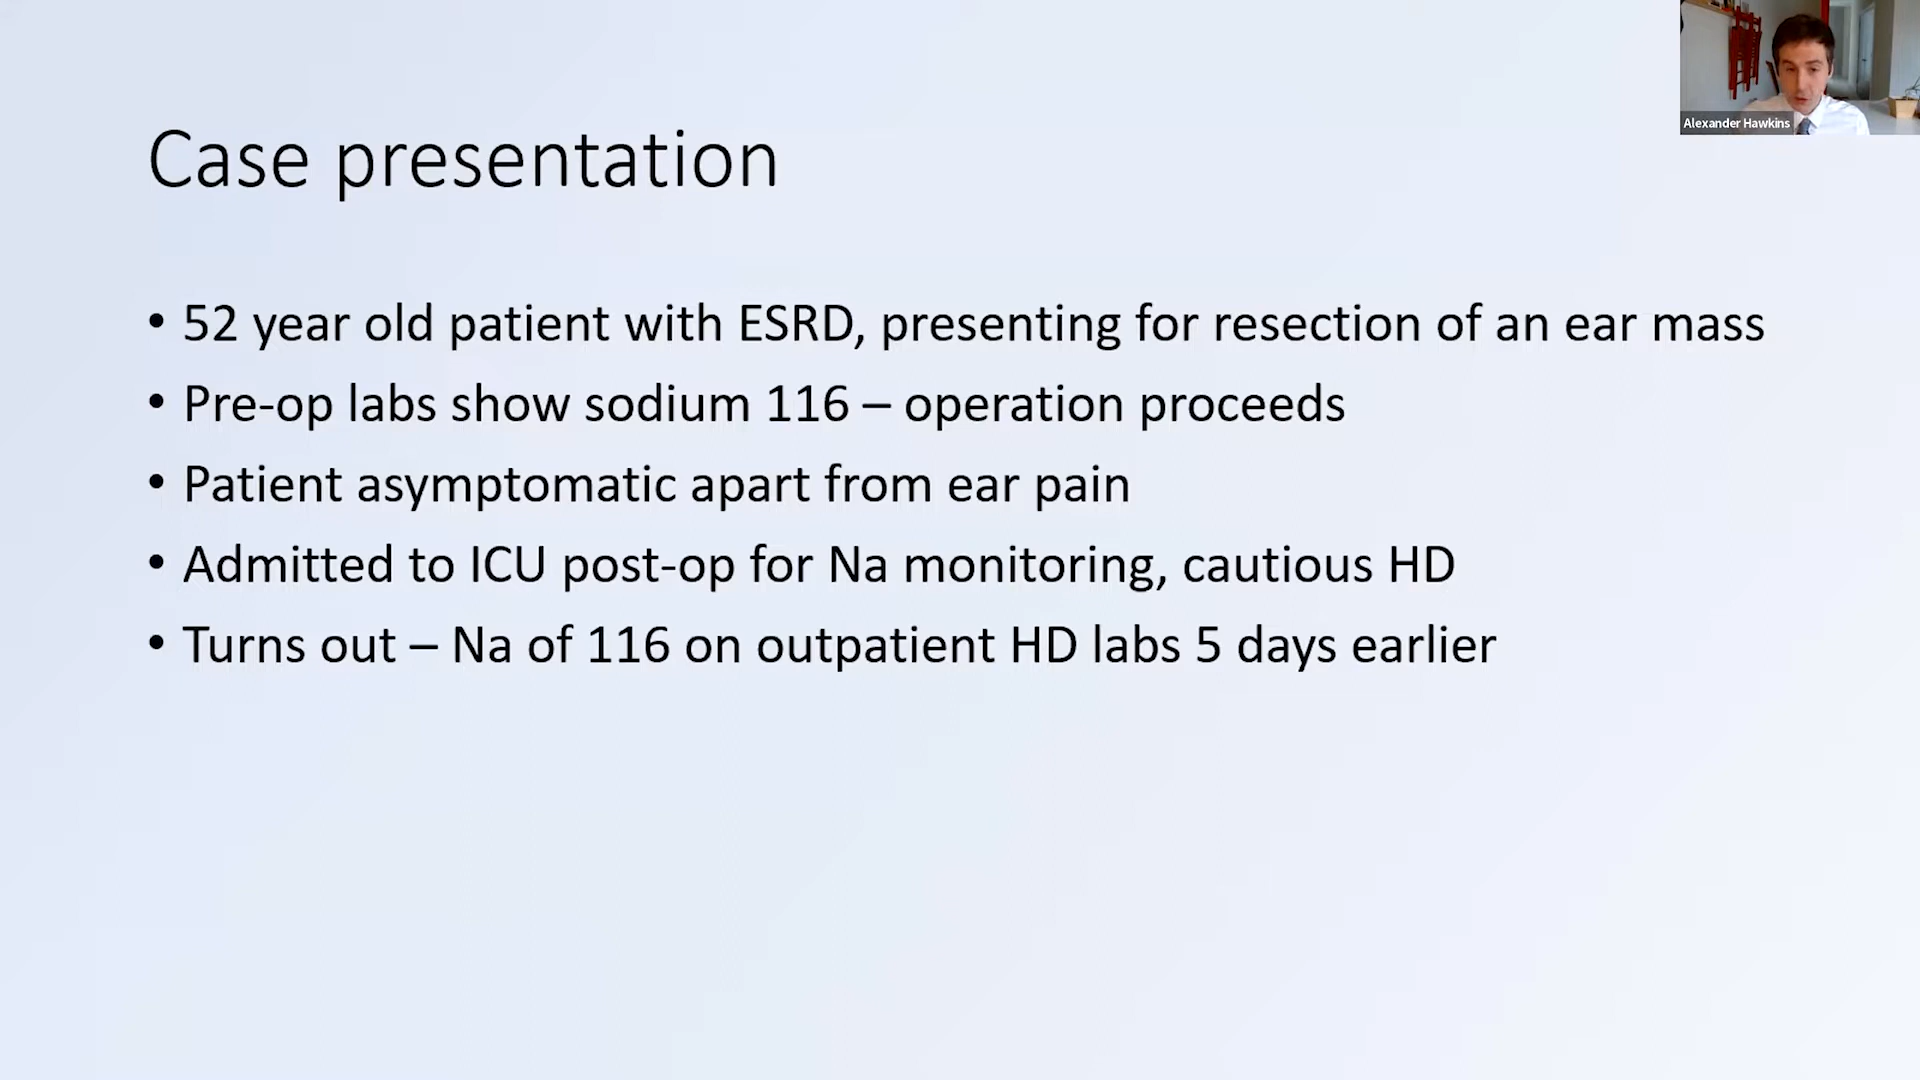 Case presentation
• 52 year old patient with ESRD, presenting for resection of an ear mass
• Pre-op labs show sodium 116 – operation proceeds
• Patient asymptomatic apart from ear pain
• Admitted to ICU post-op for Na monitoring, cautious HD
• Turns out – Na of 116 on outpatient HD labs 5 days earlier
Alexander Hawkins